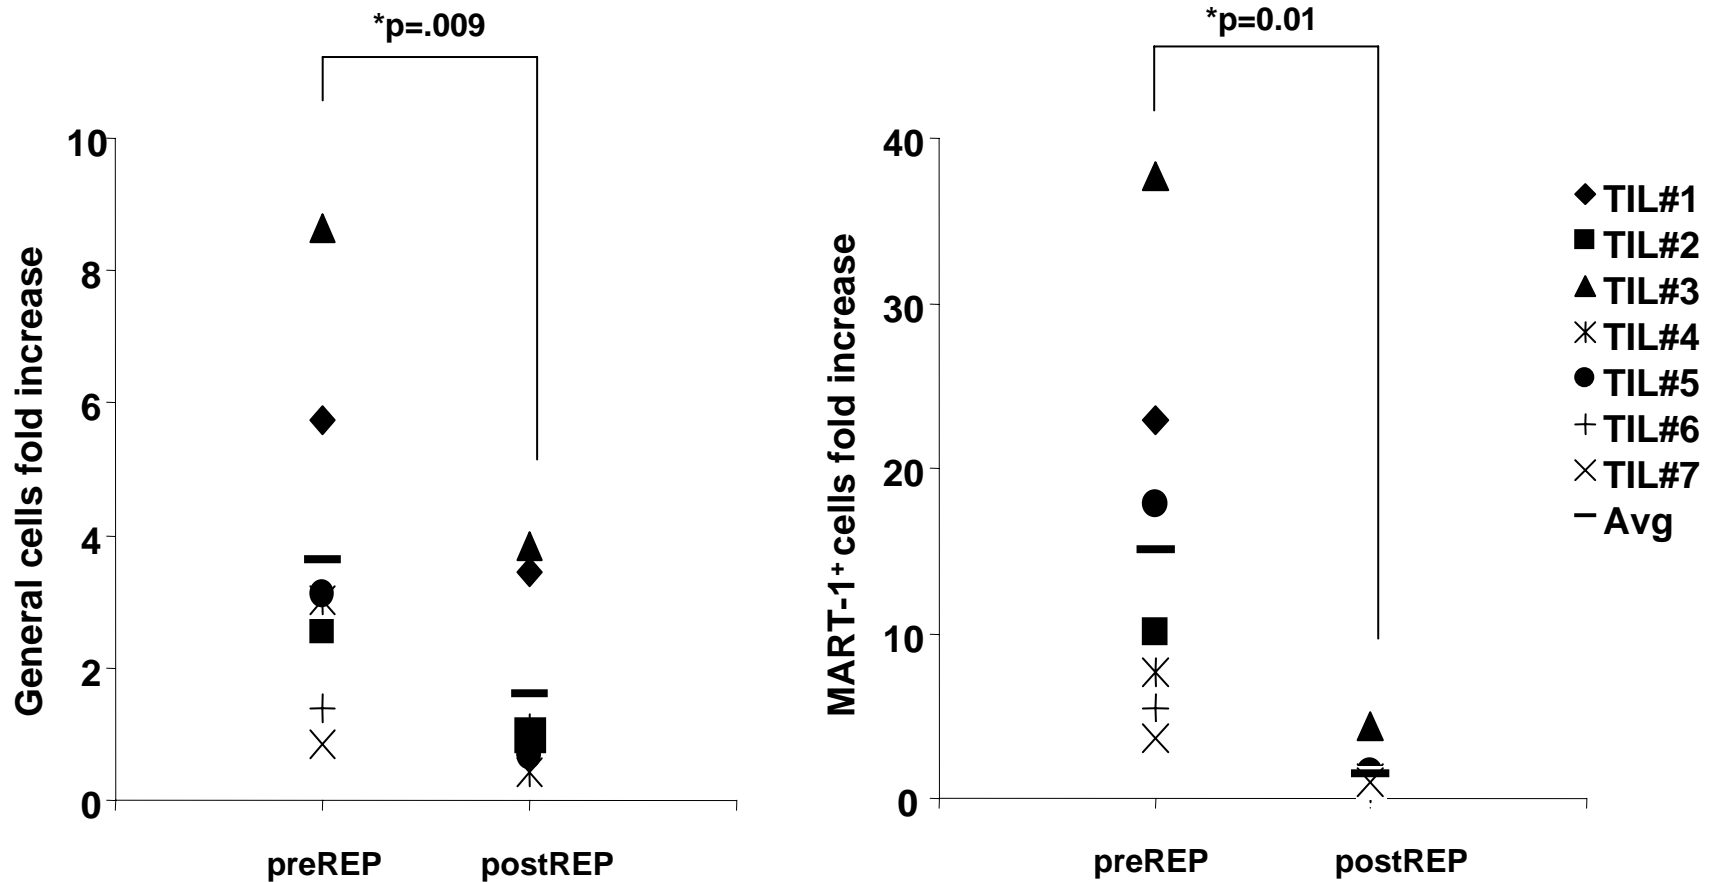 *p=.009
General cells fold increase
10
8
6
4
2
0
preREP
postREP
*p=0.01
MART-1⁺ cells fold increase
40
30
20
10
0
preREP
postREP
TIL#1
TIL#2
TIL#3
TIL#4
TIL#5
TIL#6
TIL#7
Avg